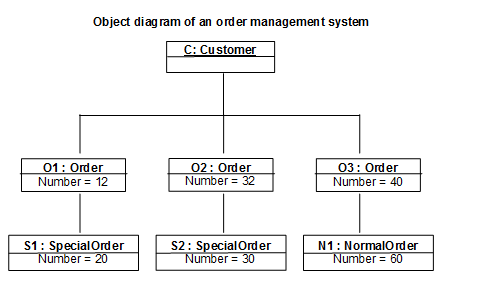 Object diagram of an order management system
C: Customer
O1 : Order
Number = 12
O2 : Order
Number = 32
O3 : Order
Number = 40
S1 : SpecialOrder
Number = 20
S2 : SpecialOrder
Number = 30
N1 : NormalOrder
Number = 60